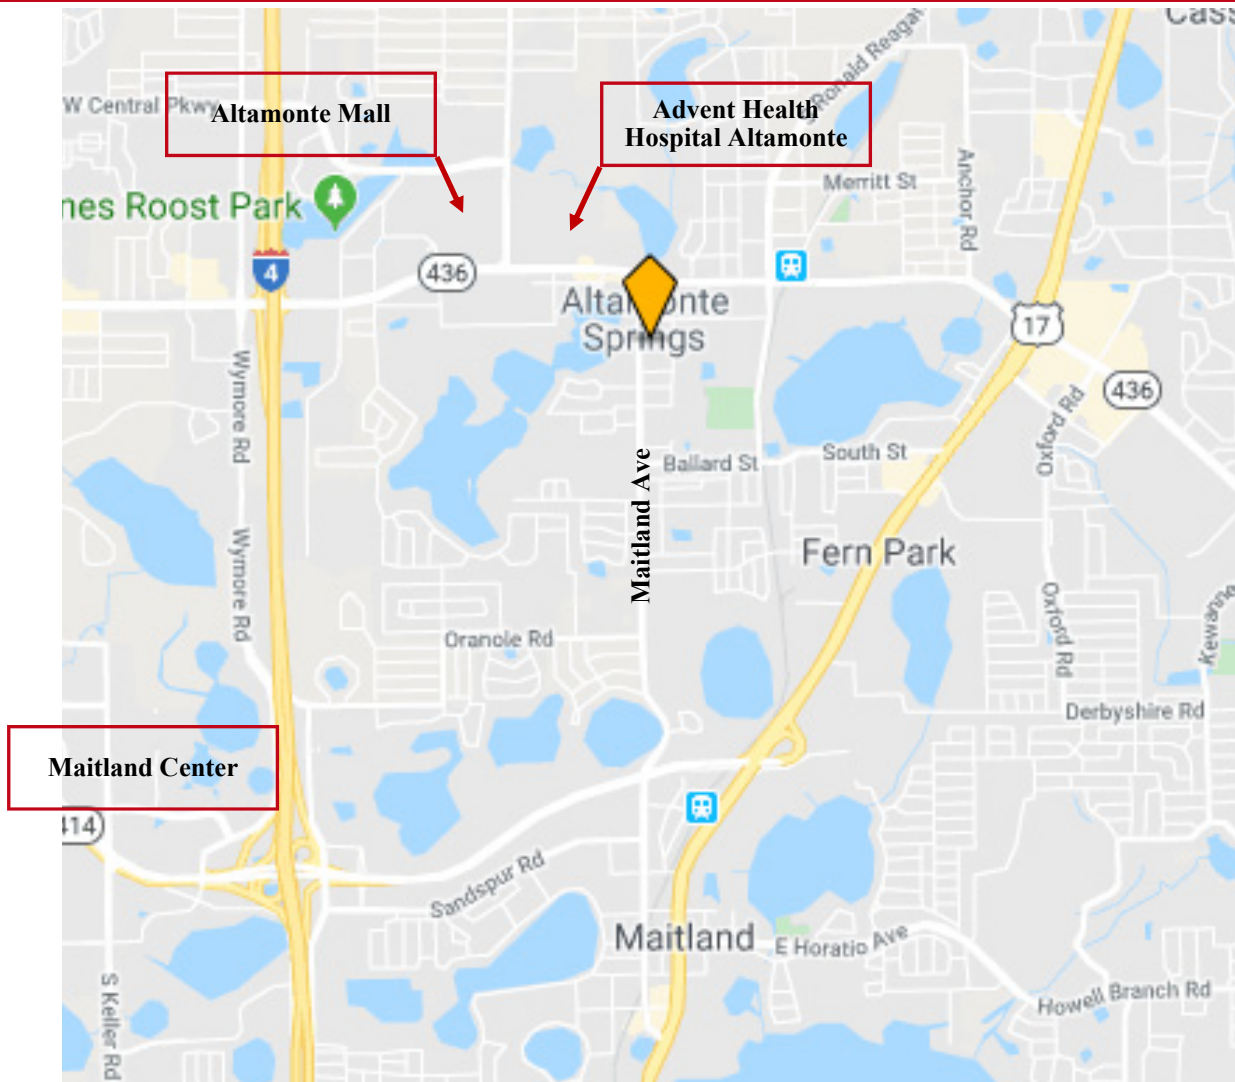 Cass
Ronald Reagan
W Central Pkwy
Altamonte Mall
Advent Health
Hospital Altamonte
Merritt St
Anchor Rd
nes Roost Park
4
436
Altamonte
Springs
17
436
Wymore Rd
Oxford Rd
Maitland Ave
Ballard St
South St
Wymore Rd
Fern Park
Oranole Rd
Oxford Rd
Kewanne
Derbyshire Rd
Maitland Center
414
Sandspur Rd
Maitland
E Horatio Ave
S Keller Rd
Howell Branch Rd